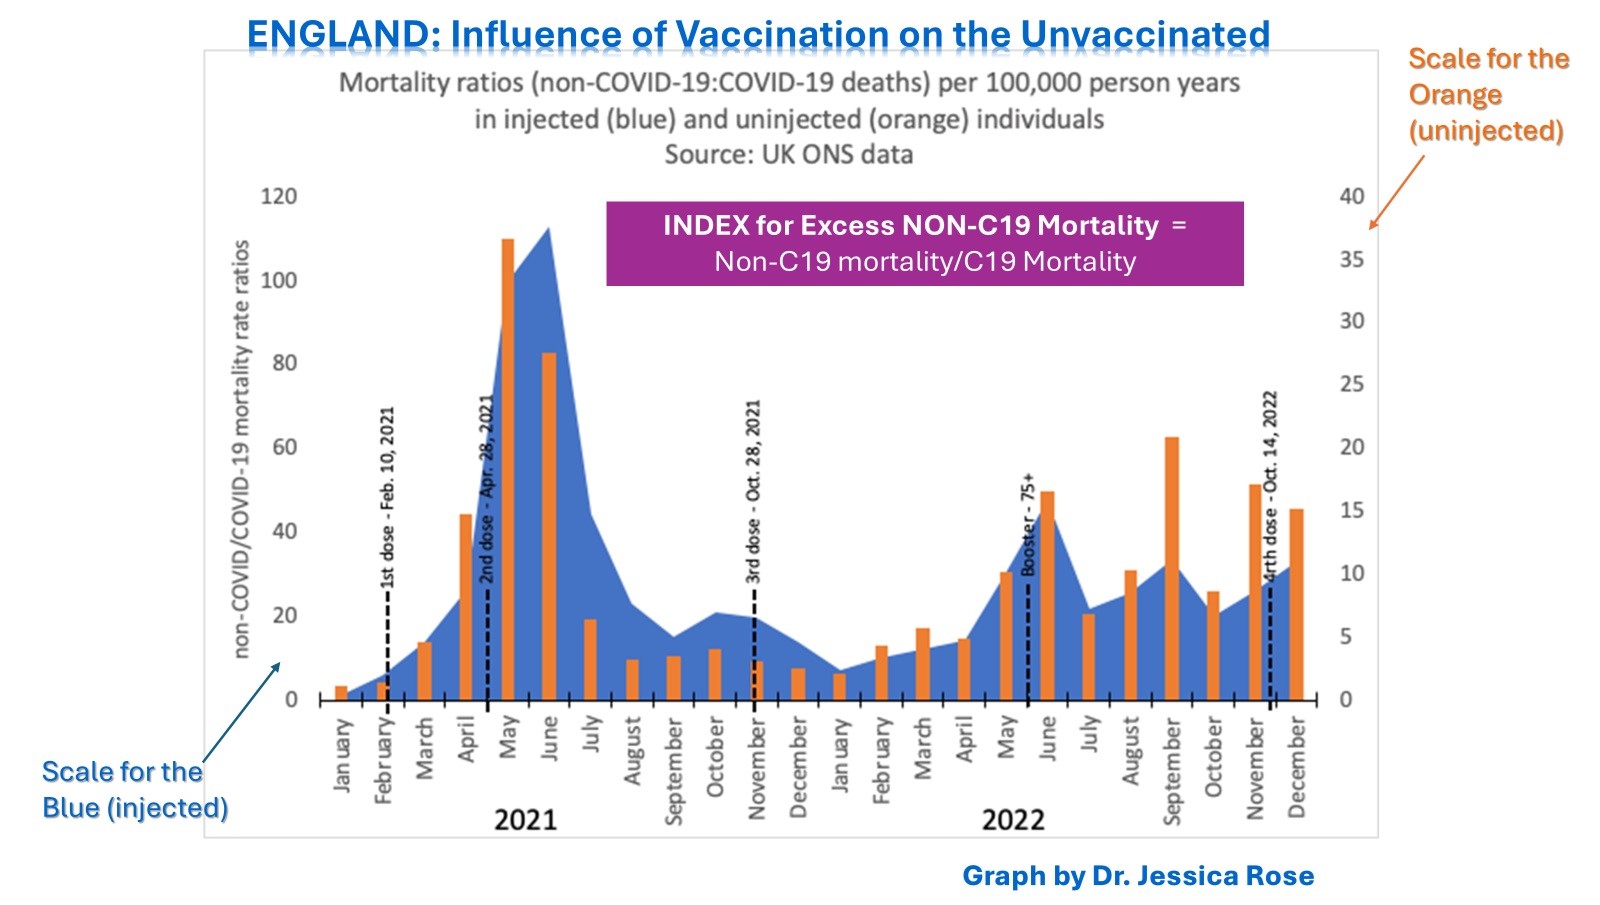 ENGLAND: Influence of Vaccination on the Unvaccinated
Mortality ratios (non-COVID-19:COVID-19 deaths) per 100,000 person years
in injected (blue) and uninjected (orange) individuals
Source: UK ONS data
Scale for the
Orange
(uninjected)
INDEX for Excess NON-C19 Mortality =
Non-C19 mortality/C19 Mortality
non-COVID/COVID-19 mortality rate ratios
120
100
80
60
40
20
0
40
35
30
25
20
15
10
5
0
1st dose - Feb. 10, 2021
2nd dose - Apr. 28, 2021
3rd dose - Oct. 28, 2021
Booster - 75+
4rth dose - Oct. 14, 2022
January
February
March
April
May
June
July
August
September
October
November
December
January
February
March
April
May
June
July
August
September
October
November
December
2021
2022
Scale for the
Blue (injected)
Graph by Dr. Jessica Rose